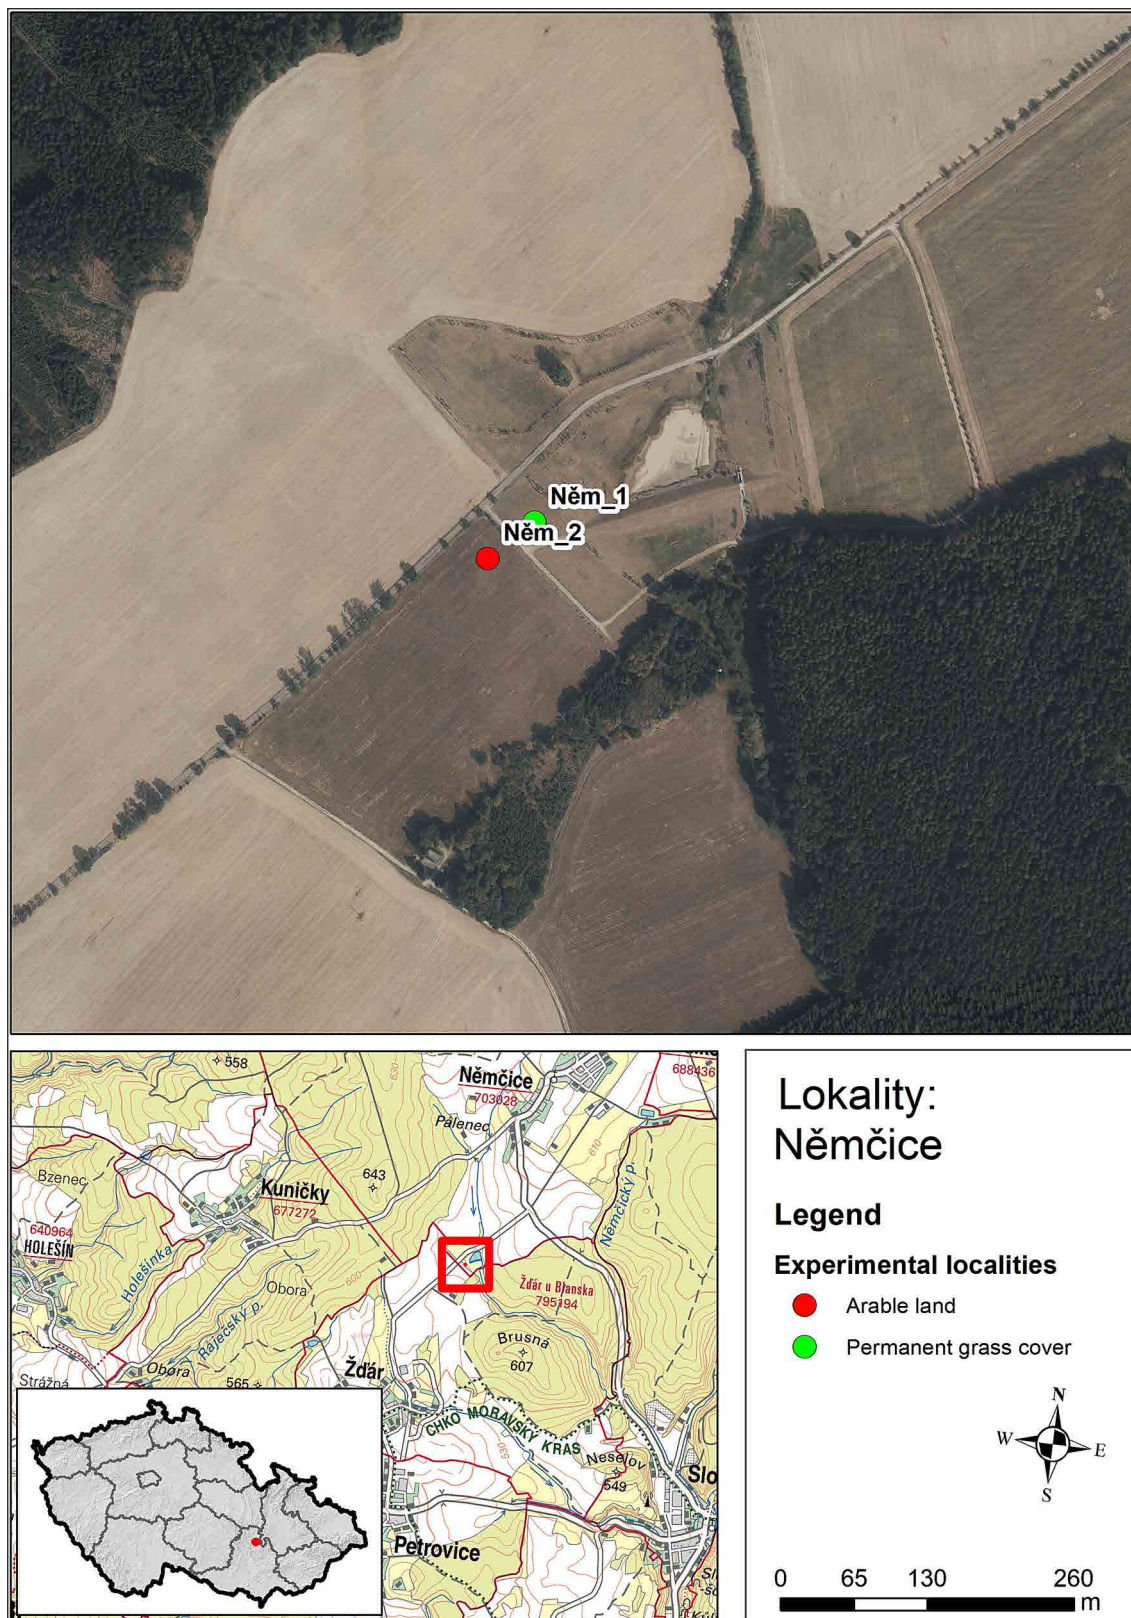 Něm_1
Něm_2
558
630
Němčice
703028
688436
Pálenec
610
Bzenec
643
Kuničky
677272
Němčický p.
640964
HOLEŠÍN
Holešínka
Obora
600
Žďár u Blanska
795194
Ráječský p.
Brusná
607
Strážná
Obora
565
Žďár
CHKO MORAVSKÝ KRAS
530
Neselov
549
Slo
Petrovice
Lokality:
Němčice
Legend
Experimental localities
Arable land
Permanent grass cover
N
W
E
S
0 65 130 260
m